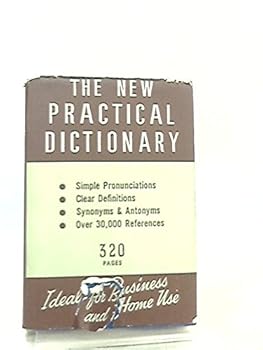 THE NEW
PRACTICAL
DICTIONARY
Simple Pronunciations
Clear Definitions
Synonyms & Antonyms
Over 30,000 References
320
PAGES
Ideal for Business
and in Home Use